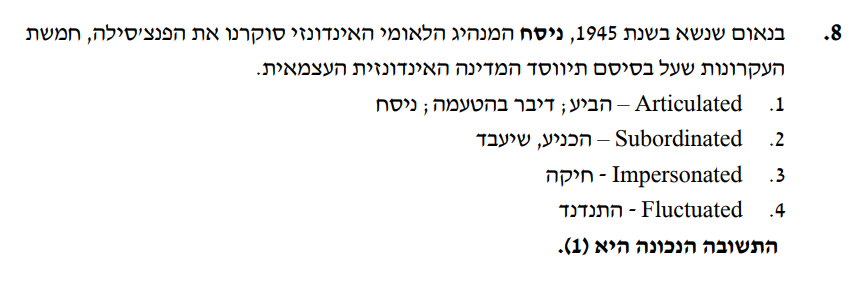 8. בנאום שנשא בשנת 1945, ניסח המנהיג הלאומי האינדונזי סוקרנו את הפנצ'סילה, חמשת
העקרונות שעל בסיסם תיווסד המדינה האינדונזית העצמאית.
1. Articulated – הביע; דיבר בהטעמה; ניסח
2. Subordinated – הכניע, שיעבד
3. Impersonated - חיקה
4. Fluctuated - התנדנד
התשובה הנכונה היא (1).